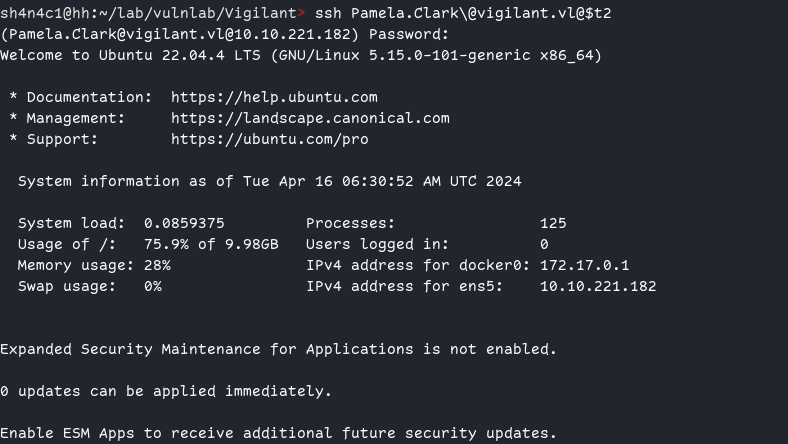 sh4n4c1@hh:~/lab/vulnlab/Vigilant> ssh Pamela.Clark\@vigilant.vl@$t2
(Pamela.Clark@vigilant.vl@10.10.221.182) Password:
Welcome to Ubuntu 22.04.4 LTS (GNU/Linux 5.15.0-101-generic x86_64)
* Documentation:  https://help.ubuntu.com
* Management:     https://landscape.canonical.com
* Support:        https://ubuntu.com/pro
System information as of Tue Apr 16 06:30:52 AM UTC 2024
System load:  0.0859375          Processes:                125
Usage of /:   75.9% of 9.98GB   Users logged in:          0
Memory usage: 28%               IPv4 address for docker0: 172.17.0.1
Swap usage:   0%                IPv4 address for ens5:    10.10.221.182
Expanded Security Maintenance for Applications is not enabled.
0 updates can be applied immediately.
Enable ESM Apps to receive additional future security updates.